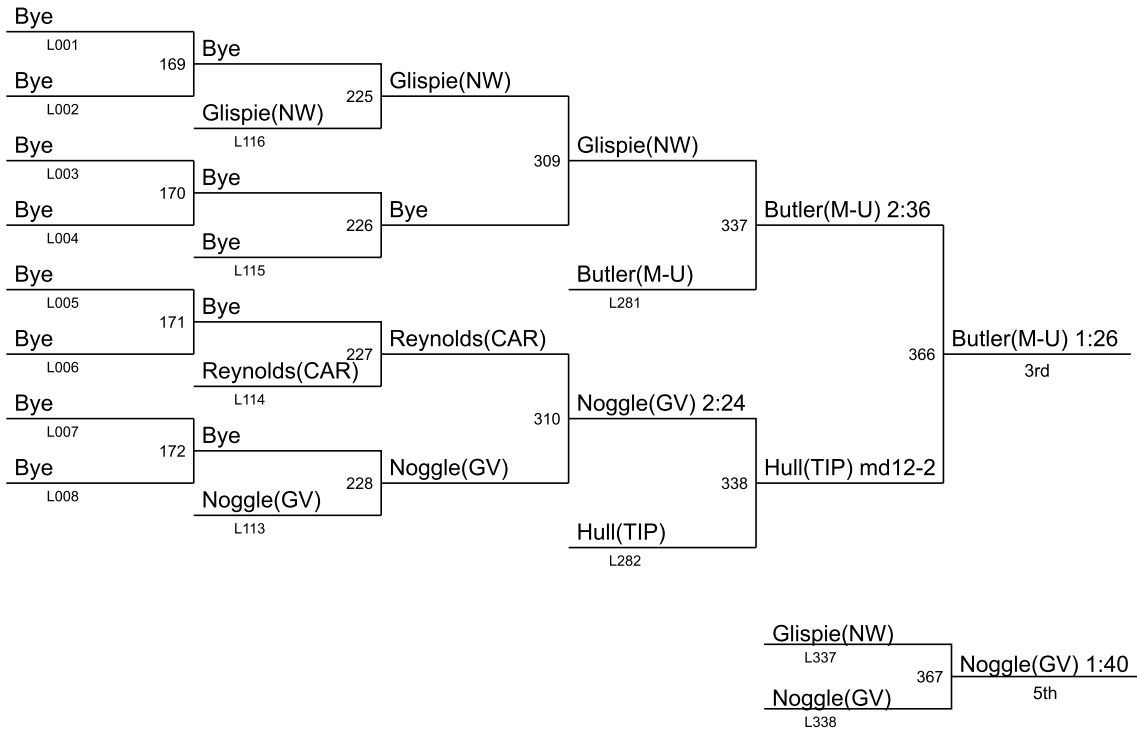 Bye
L001
169
Bye
Bye
L002
225
Glispie(NW)
Glispie(NW)
L116
Bye
L003
170
Bye
Bye
L004
226
Bye
Bye
L115
309
Glispie(NW)
337
Butler(M-U) 2:36
Butler(M-U)
L281
Bye
L005
171
Bye
Bye
L006
227
Reynolds(CAR)
Reynolds(CAR)
L114
Bye
L007
172
Bye
Bye
L008
228
Noggle(GV)
Noggle(GV)
L113
310
Noggle(GV) 2:24
338
Hull(TIP) md12-2
Hull(TIP)
L282
366
Butler(M-U) 1:26
3rd
Glispie(NW)
L337
367
Noggle(GV) 1:40
5th
Noggle(GV)
L338